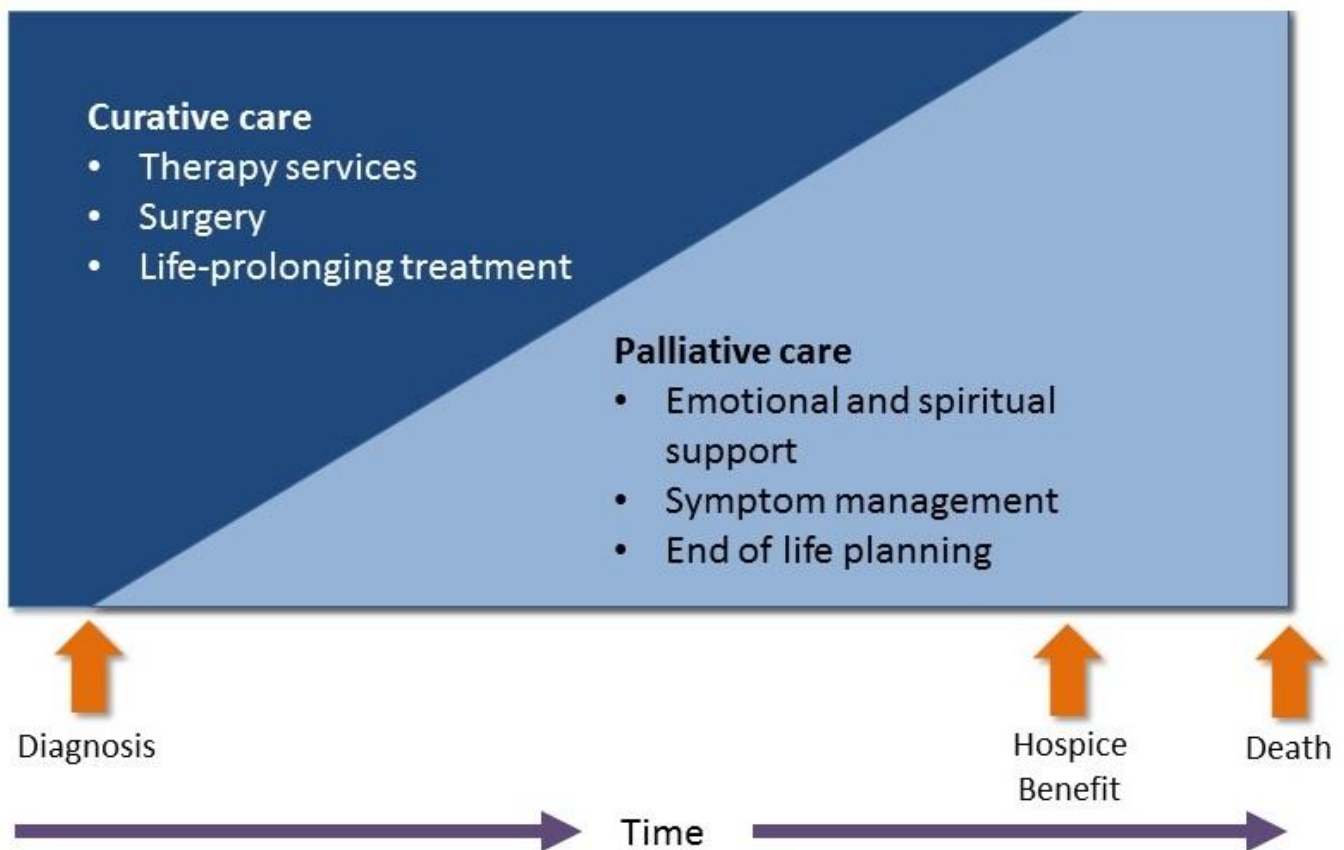 Curative care
• Therapy services
• Surgery
• Life-prolonging treatment
Palliative care
• Emotional and spiritual
support
• Symptom management
• End of life planning
Diagnosis
Hospice
Benefit
Death
Time